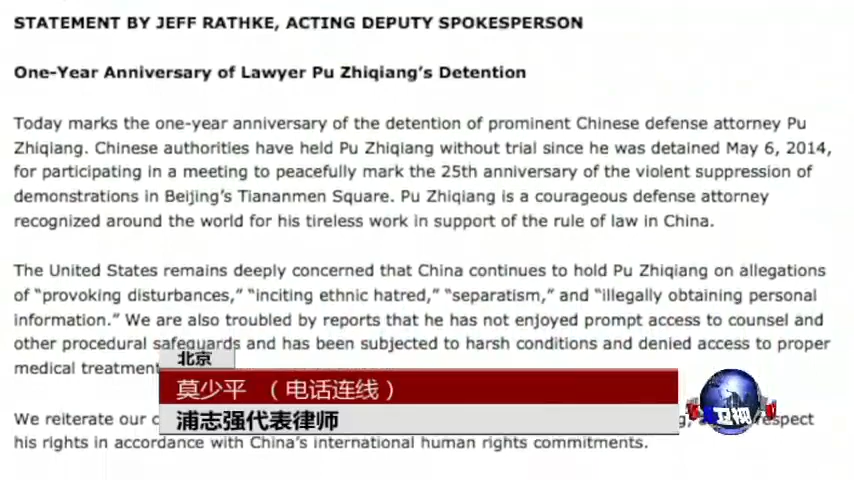 STATEMENT BY JEFF RATHKE, ACTING DEPUTY SPOKESPERSON
One-Year Anniversary of Lawyer Pu Zhiqiang’s Detention
Today marks the one-year anniversary of the detention of prominent Chinese defense attorney Pu
Zhiqiang. Chinese authorities have held Pu Zhiqiang without trial since he was detained May 6, 2014,
for participating in a meeting to peacefully mark the 25th anniversary of the violent suppression of
demonstrations in Beijing’s Tiananmen Square. Pu Zhiqiang is a courageous defense attorney
recognized around the world for his tireless work in support of the rule of law in China.
The United States remains deeply concerned that China continues to hold Pu Zhiqiang on allegations
of “provoking disturbances,” “inciting ethnic hatred,” “separatism,” and “illegally obtaining personal
information.” We are also troubled by reports that he has not enjoyed prompt access to counsel and
other procedural safeguards and has been subjected to harsh conditions and denied access to proper
medical treatment
北京
莫少平 （电话连线）
浦志强代表律师
卫视
We reiterate our respect
his rights in accordance with China’s international human rights commitments.